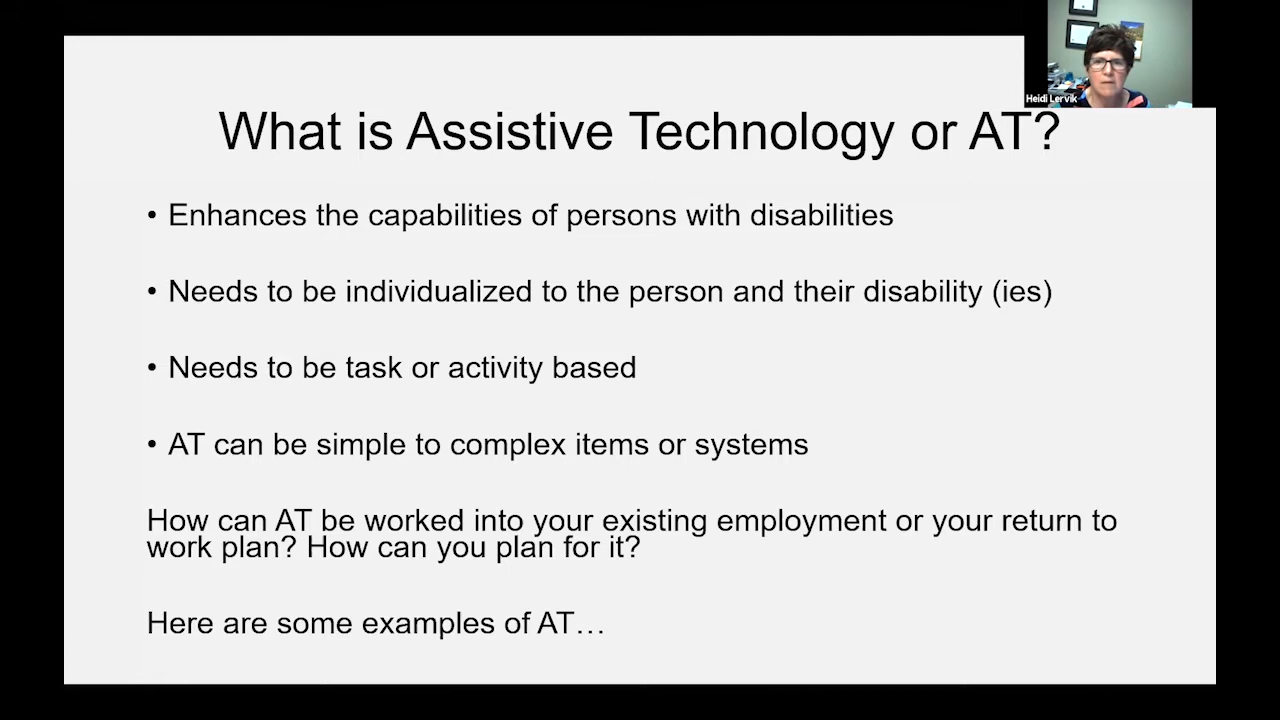 Heidi Lervik
What is Assistive Technology or AT?
• Enhances the capabilities of persons with disabilities
• Needs to be individualized to the person and their disability (ies)
• Needs to be task or activity based
• AT can be simple to complex items or systems
How can AT be worked into your existing employment or your return to
work plan? How can you plan for it?
Here are some examples of AT…